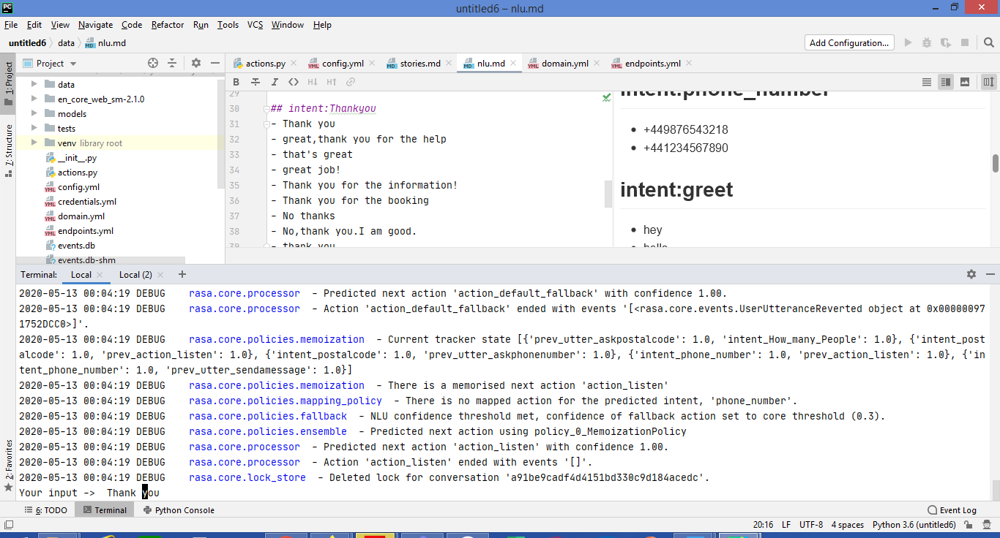 PC
untitled6 – nlu.md
File Edit View Navigate Code Refactor Run Tools VCS Window Help
untitled6 data nlu.md
Add Configuration...
1: Project
7: Structure
2: Favorites
Project
data
en_core_web_sm-2.1.0
models
tests
venv library root
__init__.py
actions.py
config.yml
credentials.yml
domain.yml
endpoints.yml
events.db
events.db-shm
actions.py config.yml stories.md nlu.md domain.yml endpoints.yml
29
30 ## intent:Thankyou
31 - Thank you
32 - great,thank you for the help
33 - that's great
34 - great job!
35 - Thank you for the information!
36 - Thank you for the booking
37 - No thanks
38 - No,thank you.I am good.
39 - thank you
intent:phone_number
• +449876543218
• +441234567890
intent:greet
• hey
• hello
Terminal: Local Local (2) +
2020-05-13 00:04:19 DEBUG rasa.core.processor - Predicted next action 'action_default_fallback' with confidence 1.00.
2020-05-13 00:04:19 DEBUG rasa.core.processor - Action 'action_default_fallback' ended with events '[<rasa.core.events.UserUtteranceReverted object at 0x00000097
1752DCC0>]'.
2020-05-13 00:04:19 DEBUG rasa.core.policies.memoization - Current tracker state [{'prev_utter_askpostalcode': 1.0, 'intent_How_many_People': 1.0}, {'intent_post
alcode': 1.0, 'prev_action_listen': 1.0}, {'intent_postalcode': 1.0, 'prev_utter_askphonenumber': 1.0}, {'intent_phone_number': 1.0, 'prev_action_listen': 1.0}, {'in
tent_phone_number': 1.0, 'prev_utter_sendamessage': 1.0}]
2020-05-13 00:04:19 DEBUG rasa.core.policies.memoization - There is a memorised next action 'action_listen'
2020-05-13 00:04:19 DEBUG rasa.core.policies.mapping_policy - There is no mapped action for the predicted intent, 'phone_number'.
2020-05-13 00:04:19 DEBUG rasa.core.policies.fallback - NLU confidence threshold met, confidence of fallback action set to core threshold (0.3).
2020-05-13 00:04:19 DEBUG rasa.core.policies.ensemble - Predicted next action using policy_0_MemoizationPolicy
2020-05-13 00:04:19 DEBUG rasa.core.processor - Predicted next action 'action_listen' with confidence 1.00.
2020-05-13 00:04:19 DEBUG rasa.core.processor - Action 'action_listen' ended with events '[]'.
2020-05-13 00:04:19 DEBUG rasa.core.lock_store - Deleted lock for conversation 'a91be9cadf4d4151bd330c9d184acedc'.
Your input -> Thank you
6: TODO Terminal Python Console Event Log
20:16 LF UTF-8 4 spaces Python 3.6 (untitled6)